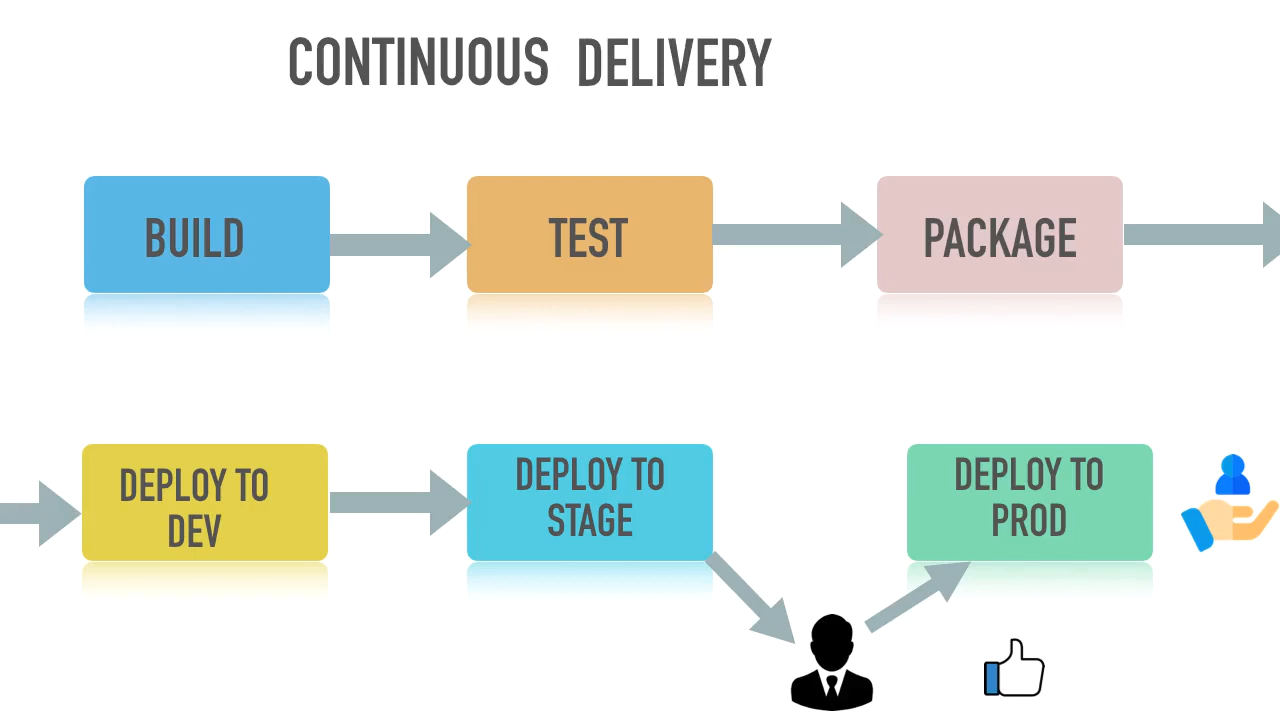 CONTINUOUS DELIVERY
BUILD
TEST
PACKAGE
DEPLOY TO
DEV
DEPLOY TO
STAGE
DEPLOY TO
PROD